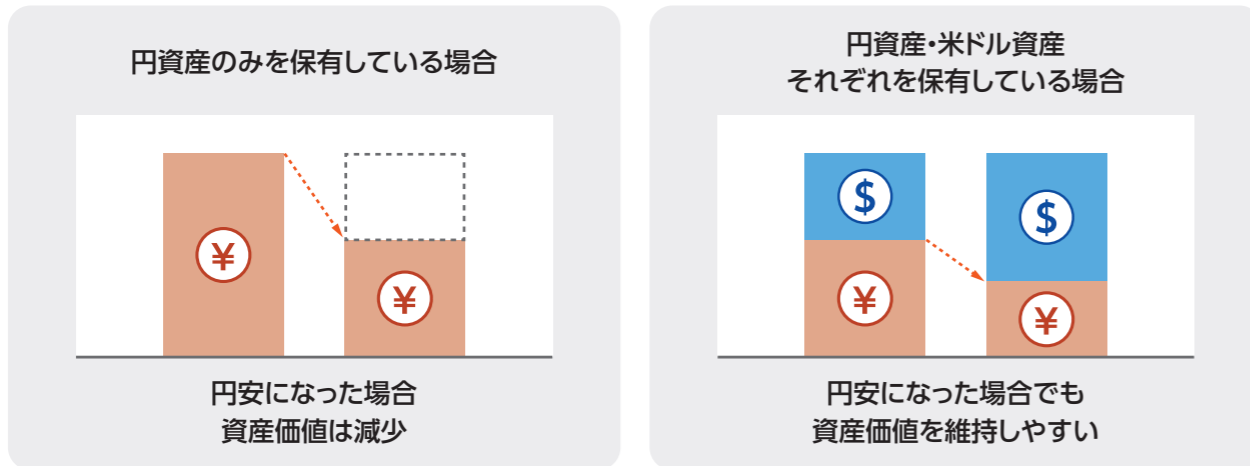 円資産のみを保有している場合
¥
¥
円安になった場合
資産価値は減少
円資産・米ドル資産
それぞれを保有している場合
$
$
¥
¥
円安になった場合でも
資産価値を維持しやすい